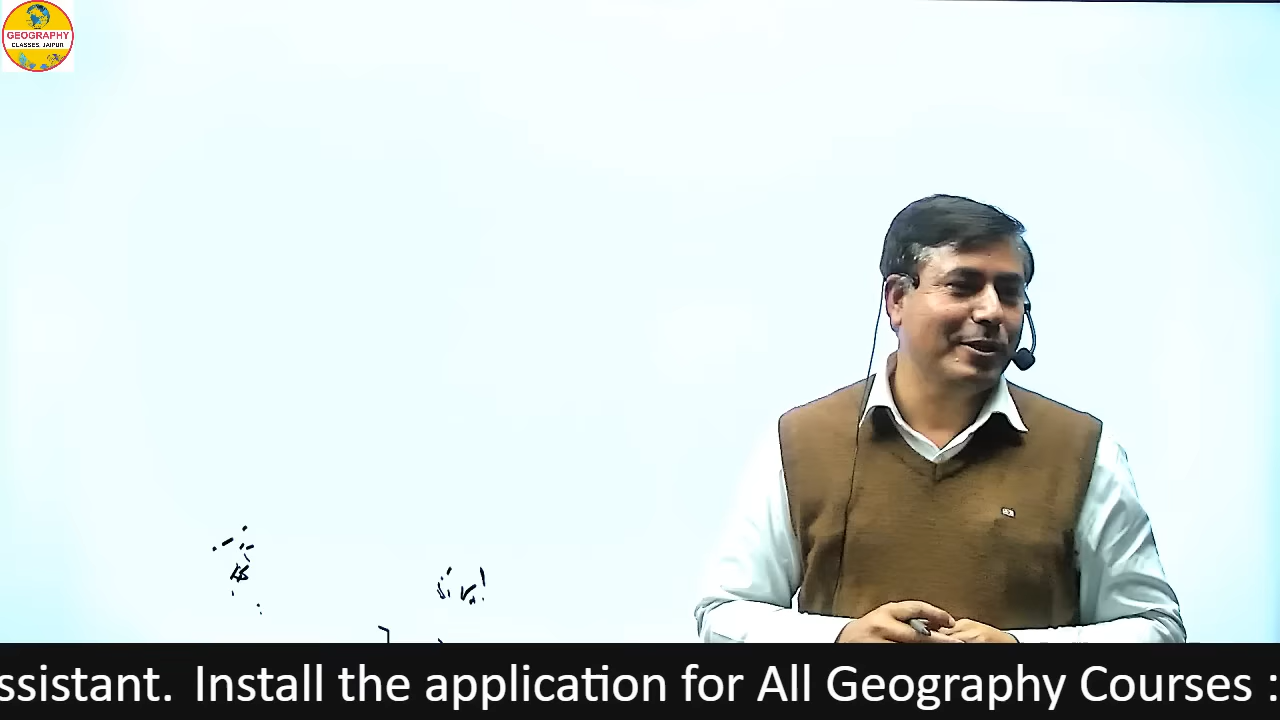 GEOGRAPHY
CLASSES JAIPUR
ssistant. Install the application for All Geography Courses :